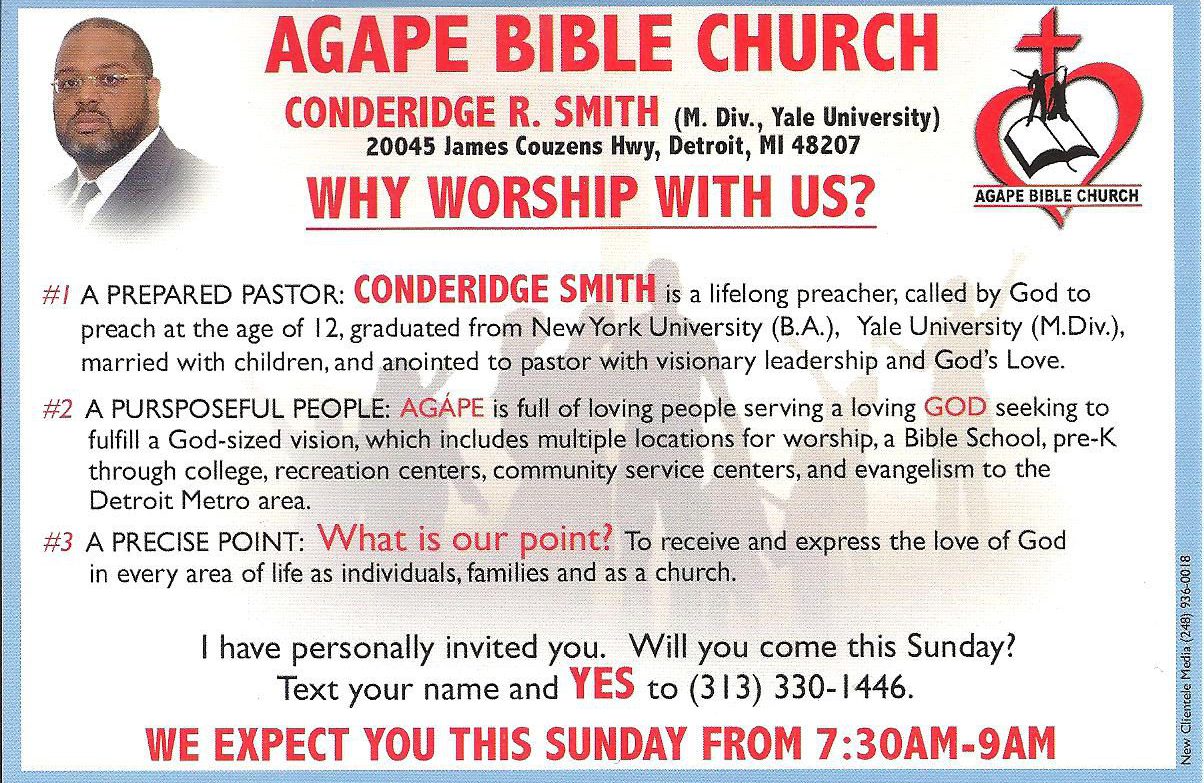 AGAPE BIBLE CHURCH
CONDERIDGE R. SMITH (M. Div., Yale University)
20045 James Couzens Hwy, Detroit, MI 48207
WHY WORSHIP WITH US?
AGAPE BIBLE CHURCH
#1 A PREPARED PASTOR: CONDERIDGE SMITH is a lifelong preacher, called by God to
preach at the age of 12, graduated from New York University (B.A.), Yale University (M.Div.),
married with children, and anointed to pastor with visionary leadership and God's Love.
#2 A PURSPOSEFUL PEOPLE: AGÁPE is full of loving people serving a loving GOD seeking to
fulfill a God-sized vision, which includes multiple locations for worship, a Bible School, pre-K
through college, recreation centers, community service centers, and evangelism to the
Detroit Metro area.
#3 A PRECISE POINT: What is our point? To receive and express the love of God
in every area of life as individuals, families and as a church.
I have personally invited you. Will you come this Sunday?
Text your name and YES to (313) 330-1446.
WE EXPECT YOU THIS SUNDAY FROM 7:30AM-9AM
New Clientele Media (248) 936-0018